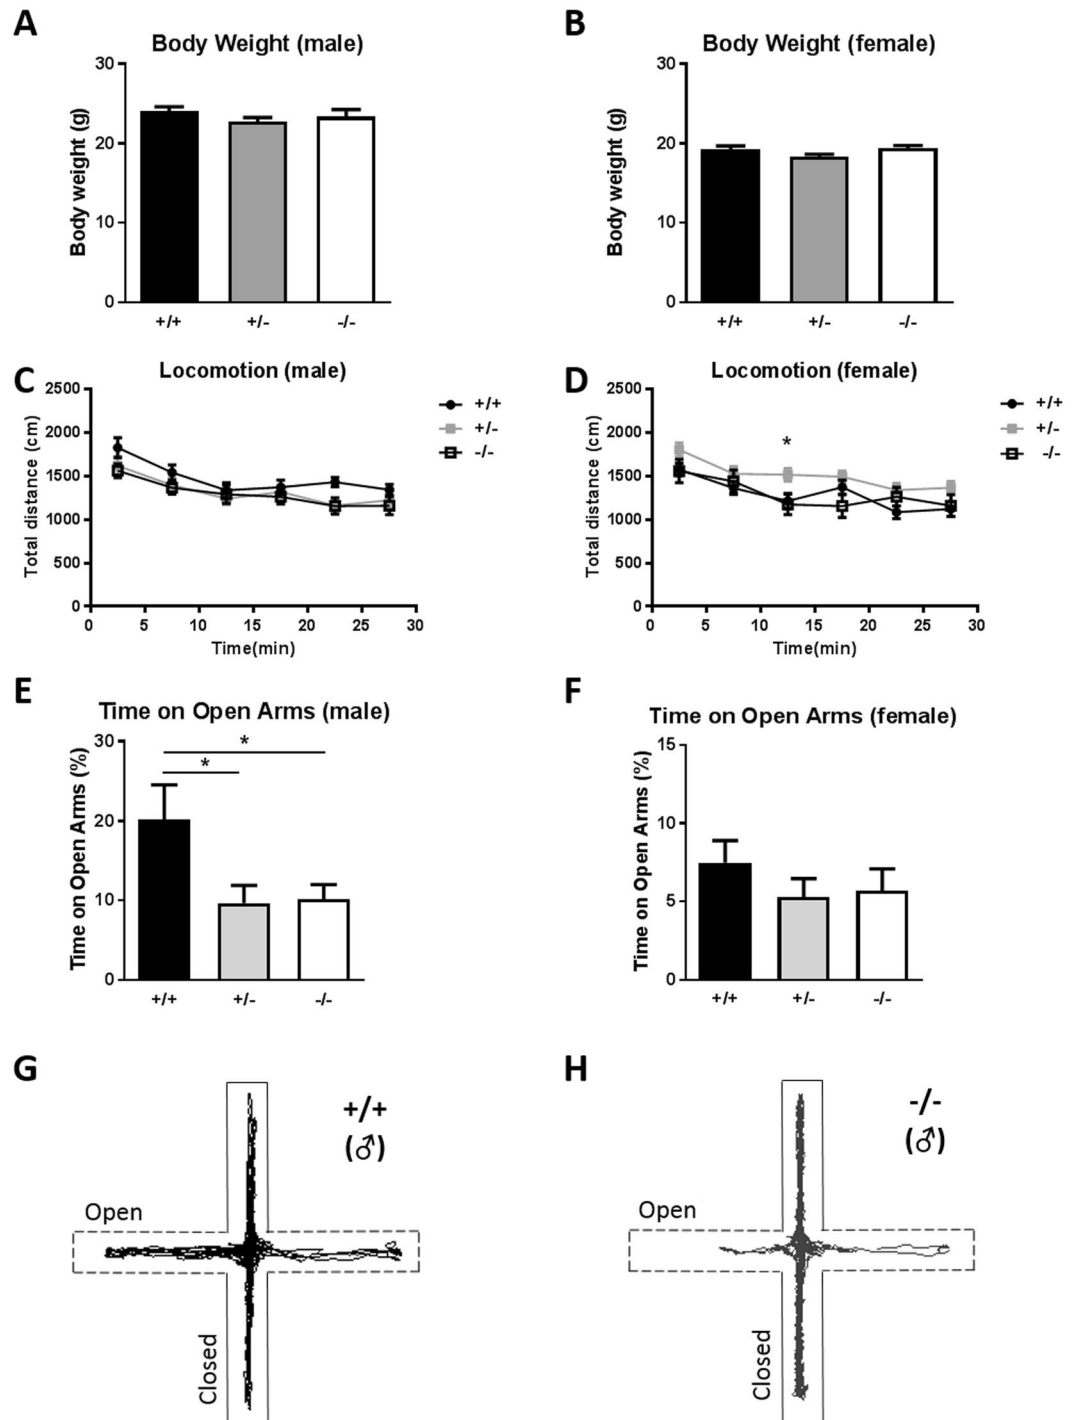 A
Body Weight (male)
30
20
10
0
Body weight (g)
+/+ +/- -/-
B
Body Weight (female)
30
20
10
0
Body weight (g)
+/+ +/- -/-
C
Locomotion (male)
2500
2000
1500
1000
500
0
Total distance (cm)
0 5 10 15 20 25 30
Time(min)
+/+
+/-
-/-
D
Locomotion (female)
2500
2000
1500
1000
500
0
Total distance (cm)
*
0 5 10 15 20 25 30
Time(min)
+/+
+/-
-/-
E
Time on Open Arms (male)
30
20
10
0
Time on Open Arms (%)
*
*
+/+ +/- -/-
F
Time on Open Arms (female)
15
10
5
0
Time on Open Arms (%)
+/+ +/- -/-
G
+/+
(♂)
Open
Closed
H
-/-
(♂)
Open
Closed